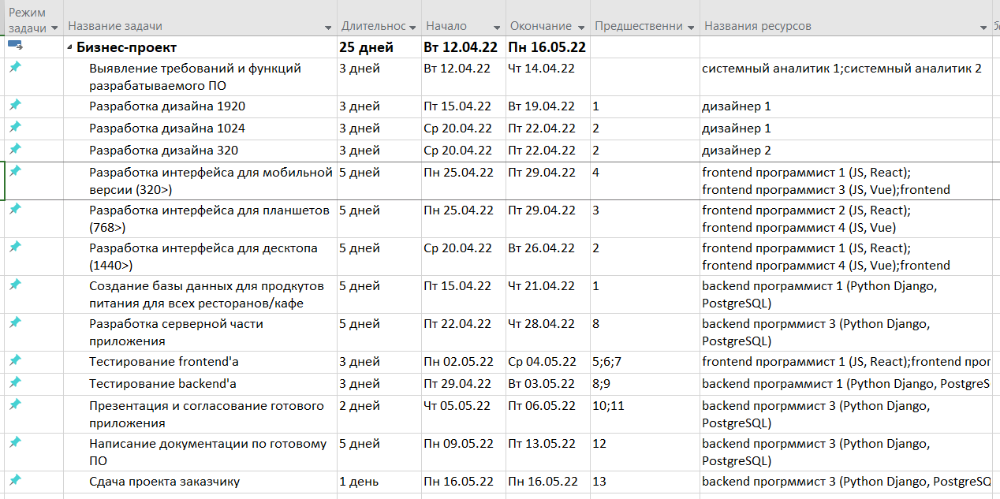 Режим
задачи Название задачи Длительнос Начало Окончание Предшественни Названия ресурсов
Бизнес-проект 25 дней Вт 12.04.22 Пн 16.05.22
Выявление требований и функций 3 дней Вт 12.04.22 Чт 14.04.22 системный аналитик 1;системный аналитик 2
разрабатываемого ПО
Разработка дизайна 1920 3 дней Пт 15.04.22 Вт 19.04.22 1 дизайнер 1
Разработка дизайна 1024 3 дней Ср 20.04.22 Пт 22.04.22 2 дизайнер 1
Разработка дизайна 320 3 дней Ср 20.04.22 Пт 22.04.22 2 дизайнер 2
Разработка интерфейса для мобильной 5 дней Пн 25.04.22 Пт 29.04.22 4 frontend программист 1 (JS, React);
версии (320>) frontend программист 3 (JS, Vue);frontend
Разработка интерфейса для планшетов 5 дней Пн 25.04.22 Пт 29.04.22 3 frontend программист 2 (JS, React);
(768>) frontend программист 4 (JS, Vue)
Разработка интерфейса для десктопа 5 дней Ср 20.04.22 Вт 26.04.22 2 frontend программист 1 (JS, React);
(1440>) frontend программист 4 (JS, Vue);frontend
Создание базы данных для продкутов 5 дней Пт 15.04.22 Чт 21.04.22 1 backend программист 1 (Python Django,
питания для всех ресторанов/кафе PostgreSQL)
Разработка серверной части 5 дней Пт 22.04.22 Чт 28.04.22 8 backend прогрммист 3 (Python Django,
приложения PostgreSQL)
Тестирование frontend'а 3 дней Пн 02.05.22 Ср 04.05.22 5;6;7 frontend программист 1 (JS, React);frontend прог
Тестирование backend'а 3 дней Пт 29.04.22 Вт 03.05.22 8;9 backend программист 1 (Python Django, PostgreS
Презентация и согласование готового 2 дней Чт 05.05.22 Пт 06.05.22 10;11 backend прогрммист 3 (Python Django,
приложения PostgreSQL)
Написание документации по готовому 5 дней Пн 09.05.22 Пт 13.05.22 12 backend прогрммист 3 (Python Django,
ПО PostgreSQL)
Сдача проекта заказчику 1 день Пн 16.05.22 Пн 16.05.22 13 backend прогрммист 3 (Python Django, PostgreSQ